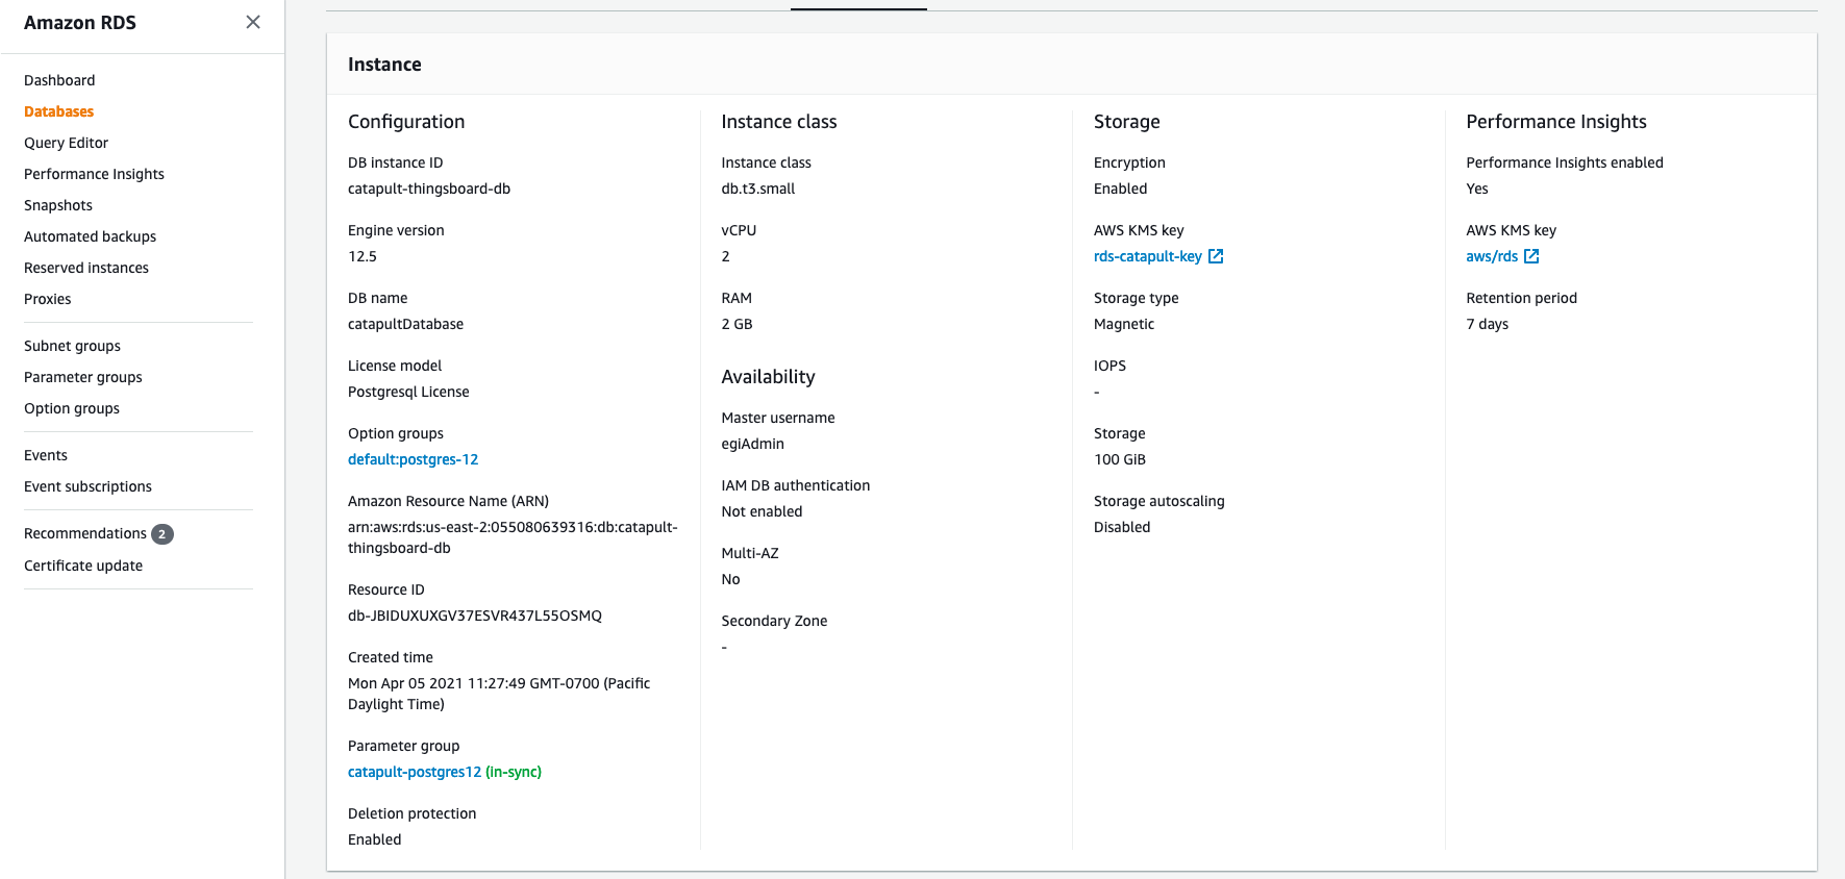 Amazon RDS
Dashboard
Databases
Query Editor
Performance Insights
Snapshots
Automated backups
Reserved instances
Proxies
Subnet groups
Parameter groups
Option groups
Events
Event subscriptions
Recommendations 2
Certificate update
Instance
Configuration
DB instance ID
catapult-thingsboard-db
Engine version
12.5
DB name
catapultDatabase
License model
Postgresql License
Option groups
default:postgres-12
Amazon Resource Name (ARN)
arn:aws:rds:us-east-2:055080639316:db:catapult-
thingsboard-db
Resource ID
db-JBIDUXUXGV37ESVR437L55OSMQ
Created time
Mon Apr 05 2021 11:27:49 GMT-0700 (Pacific
Daylight Time)
Parameter group
catapult-postgres12 (in-sync)
Deletion protection
Enabled
Instance class
Instance class
db.t3.small
vCPU
2
RAM
2 GB
Availability
Master username
egiAdmin
IAM DB authentication
Not enabled
Multi-AZ
No
Secondary Zone
-
Storage
Encryption
Enabled
AWS KMS key
rds-catapult-key
Storage type
Magnetic
IOPS
-
Storage
100 GiB
Storage autoscaling
Disabled
Performance Insights
Performance Insights enabled
Yes
AWS KMS key
aws/rds
Retention period
7 days